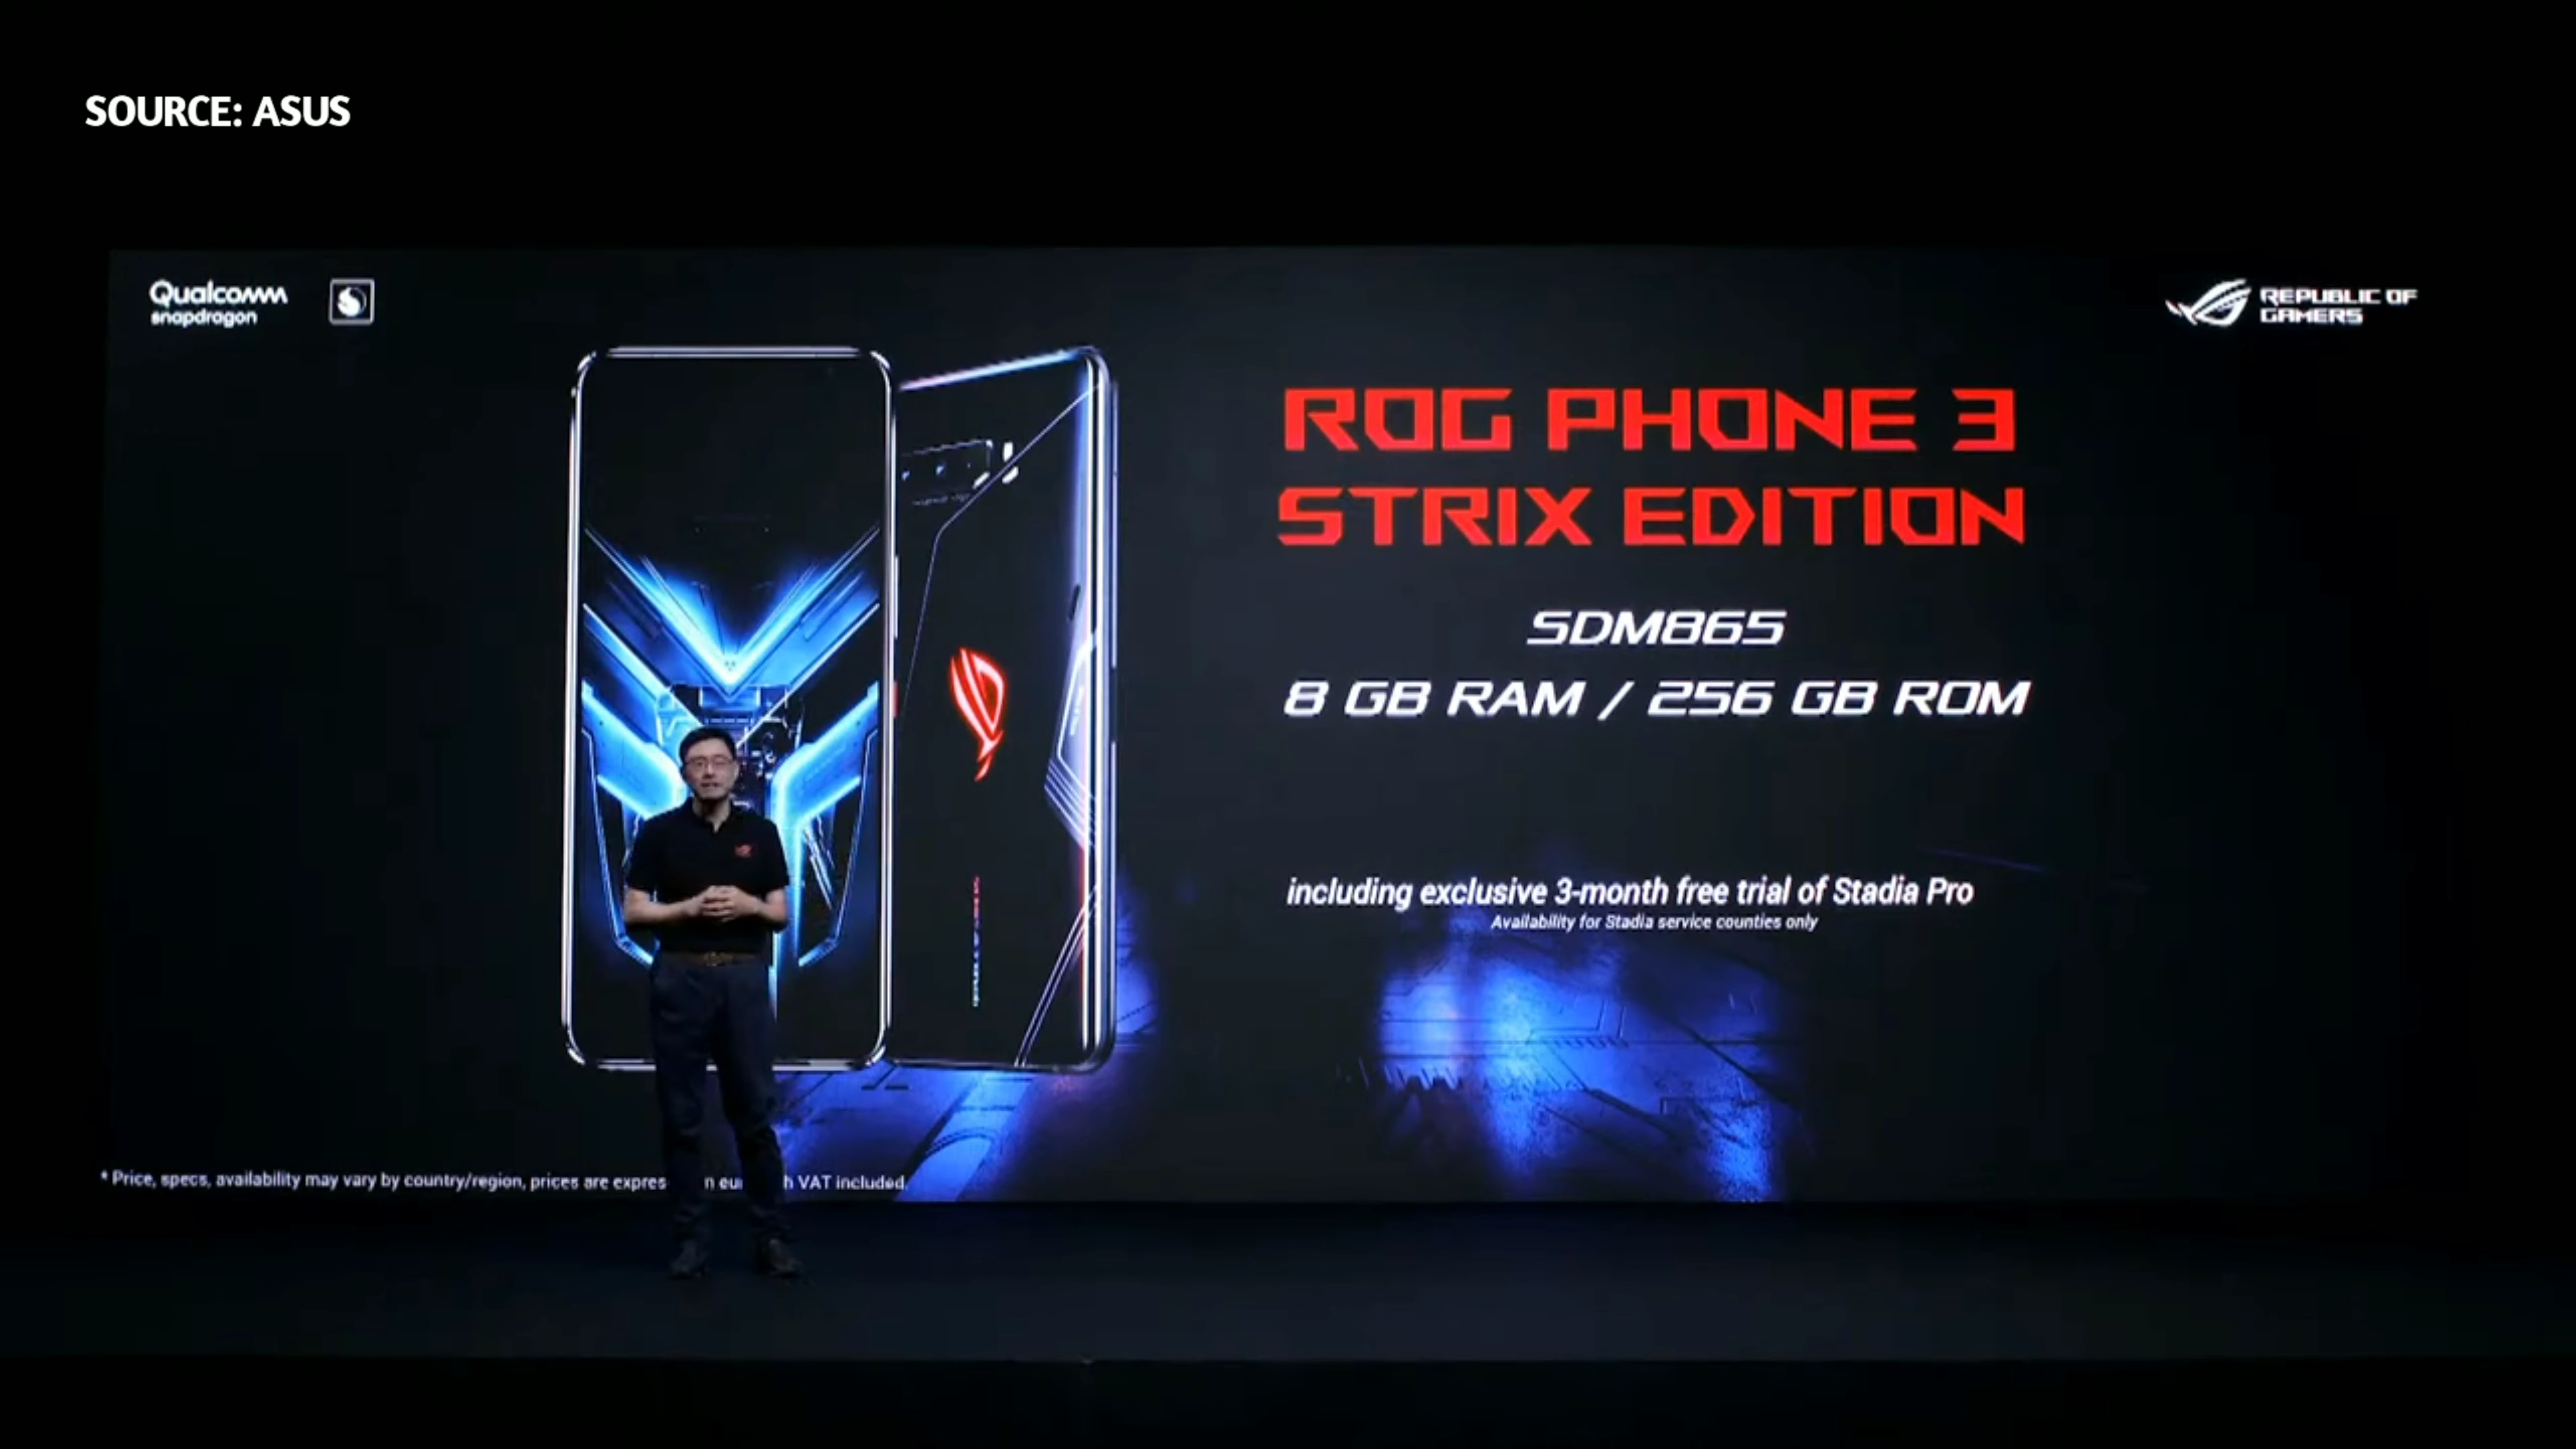 SOURCE: ASUS
Qualcomm
snapdragon
REPUBLIC OF
GAMERS
ROG PHONE 3
STRIX EDITION
SDM865
8 GB RAM / 256 GB ROM
including exclusive 3-month free trial of Stadia Pro
Availability for Stadia service counties only
* Price, specs, availability may vary by country/region, prices are VAT included.